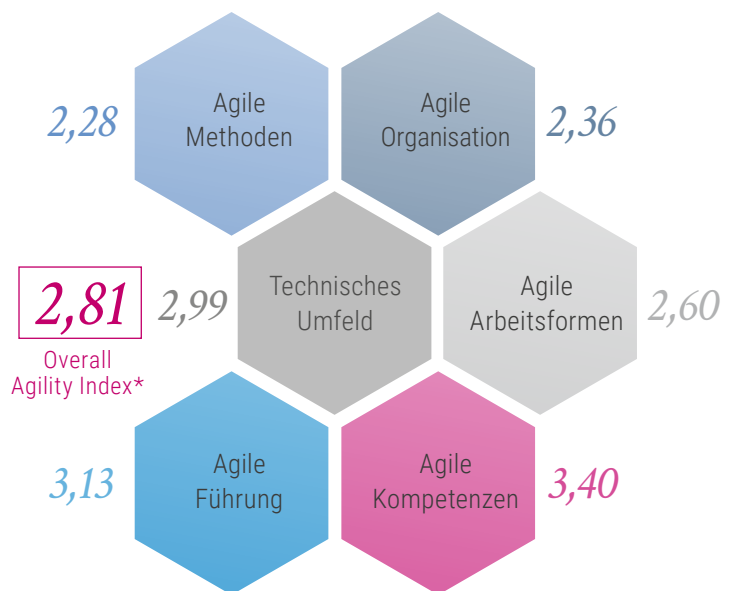 2,28
Agile
Methoden
Agile
Organisation
2,36
2,81
Overall
Agility Index*
2,99
Technisches
Umfeld
Agile
Arbeitsformen
2,60
3,13
Agile
Führung
Agile
Kompetenzen
3,40